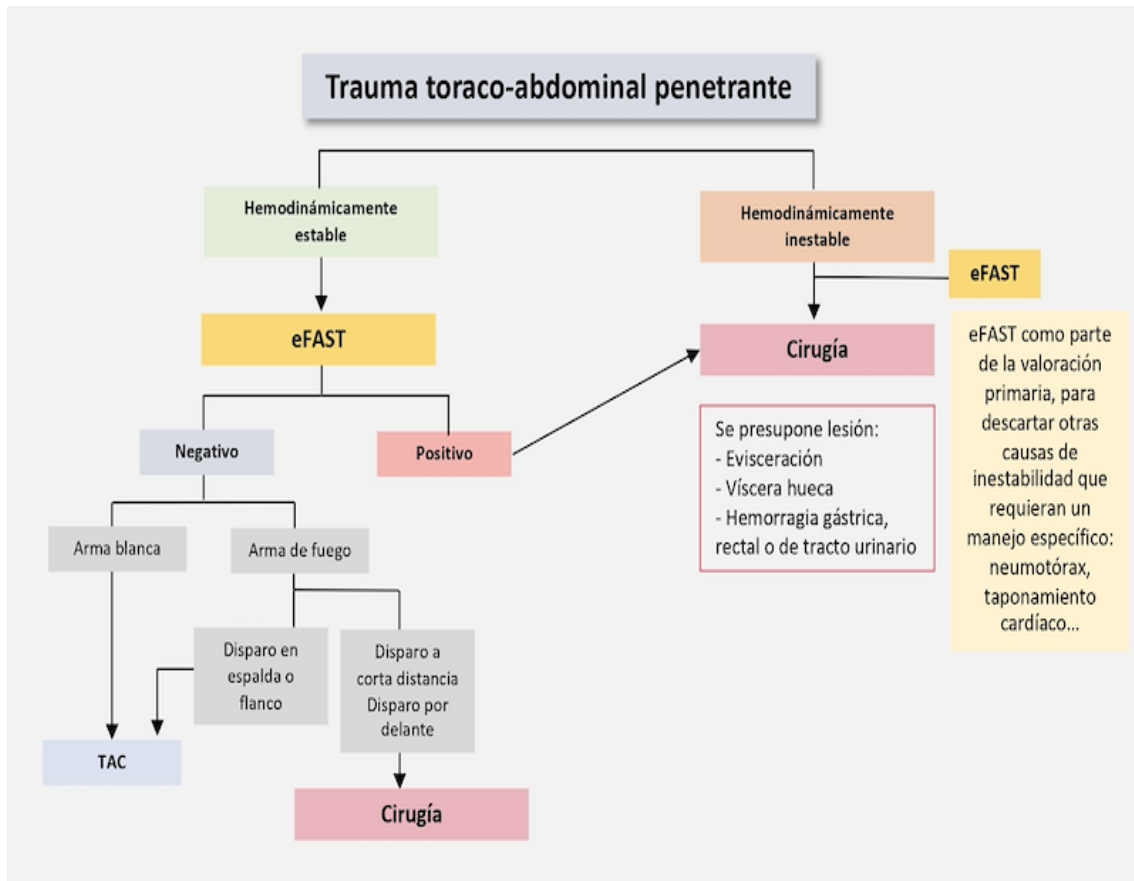 Trauma toraco-abdominal penetrante
Hemodinámicamente
estable
Hemodinámicamente
inestable
eFAST
eFAST
Cirugía
eFAST como parte
de la valoración
primaria, para
descartar otras
causas de
inestabilidad que
requieran un
manejo específico:
neumotórax,
taponamiento
cardíaco...
Negativo
Positivo
Se presupone lesión:
- Evisceración
- Víscera hueca
- Hemorragia gástrica,
rectal o de tracto urinario
Arma blanca
Arma de fuego
Disparo en
espalda o
flanco
Disparo a
corta distancia
Disparo por
delante
TAC
Cirugía